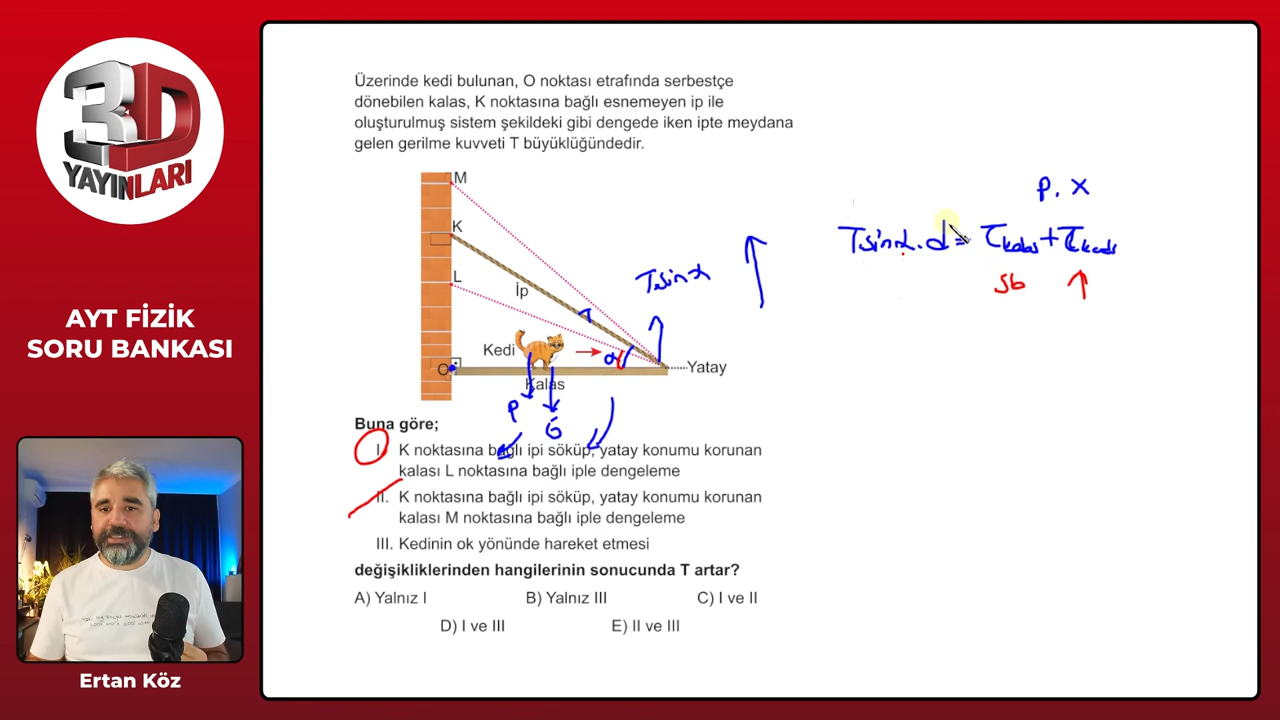 3D
YAYINLARI
AYT FİZİK
SORU BANKASI
Ertan Köz
Üzerinde kedi bulunan, O noktası etrafında serbestçe
dönebilen kalas, K noktasına bağlı esnemeyen ip ile
oluşturulmuş sistem şekildeki gibi dengede iken ipte meydana
gelen gerilme kuvveti T büyüklüğündedir.
M
K
L
İp
Kedi
O
Kalas
Yatay
α
T.sinα
P
G
P. X
Tsinα.d = τkalas + τkedi
sb
Buna göre;
I. K noktasına bağlı ipi söküp, yatay konumu korunan
kalası L noktasına bağlı iple dengeleme
II. K noktasına bağlı ipi söküp, yatay konumu korunan
kalası M noktasına bağlı iple dengeleme
III. Kedinin ok yönünde hareket etmesi
değişikliklerinden hangilerinin sonucunda T artar?
A) Yalnız I B) Yalnız III C) I ve II
D) I ve III E) II ve III